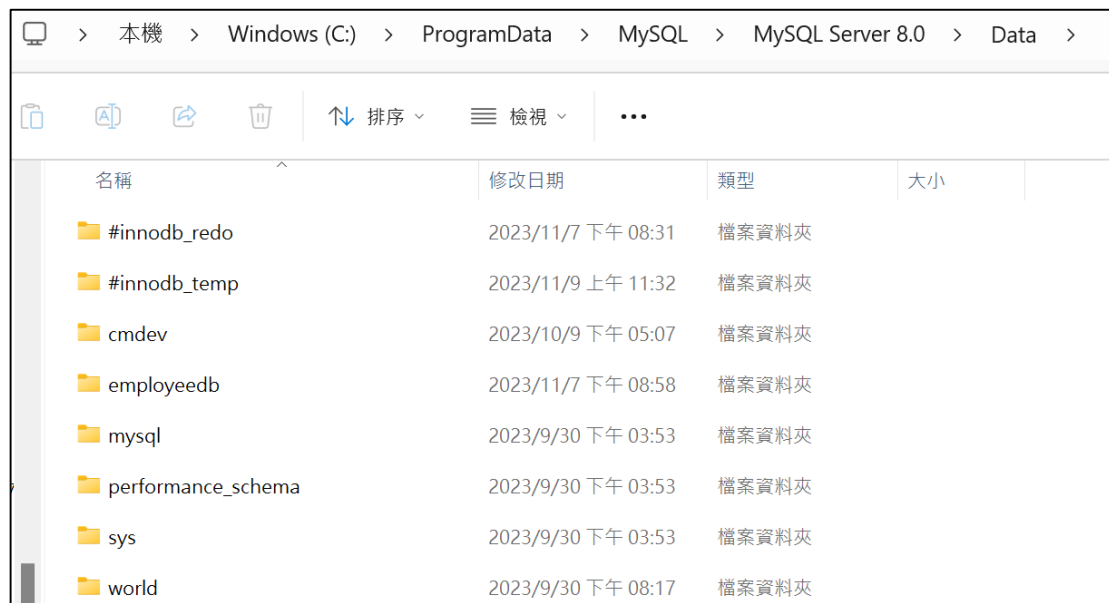 本機 > Windows (C:) > ProgramData > MySQL > MySQL Server 8.0 > Data >
排序 檢視 •••
名稱 修改日期 類型 大小
#innodb_redo 2023/11/7 下午 08:31 檔案資料夾
#innodb_temp 2023/11/9 上午 11:32 檔案資料夾
cmdev 2023/10/9 下午 05:07 檔案資料夾
employeedb 2023/11/7 下午 08:58 檔案資料夾
mysql 2023/9/30 下午 03:53 檔案資料夾
performance_schema 2023/9/30 下午 03:53 檔案資料夾
sys 2023/9/30 下午 03:53 檔案資料夾
world 2023/9/30 下午 08:17 檔案資料夾